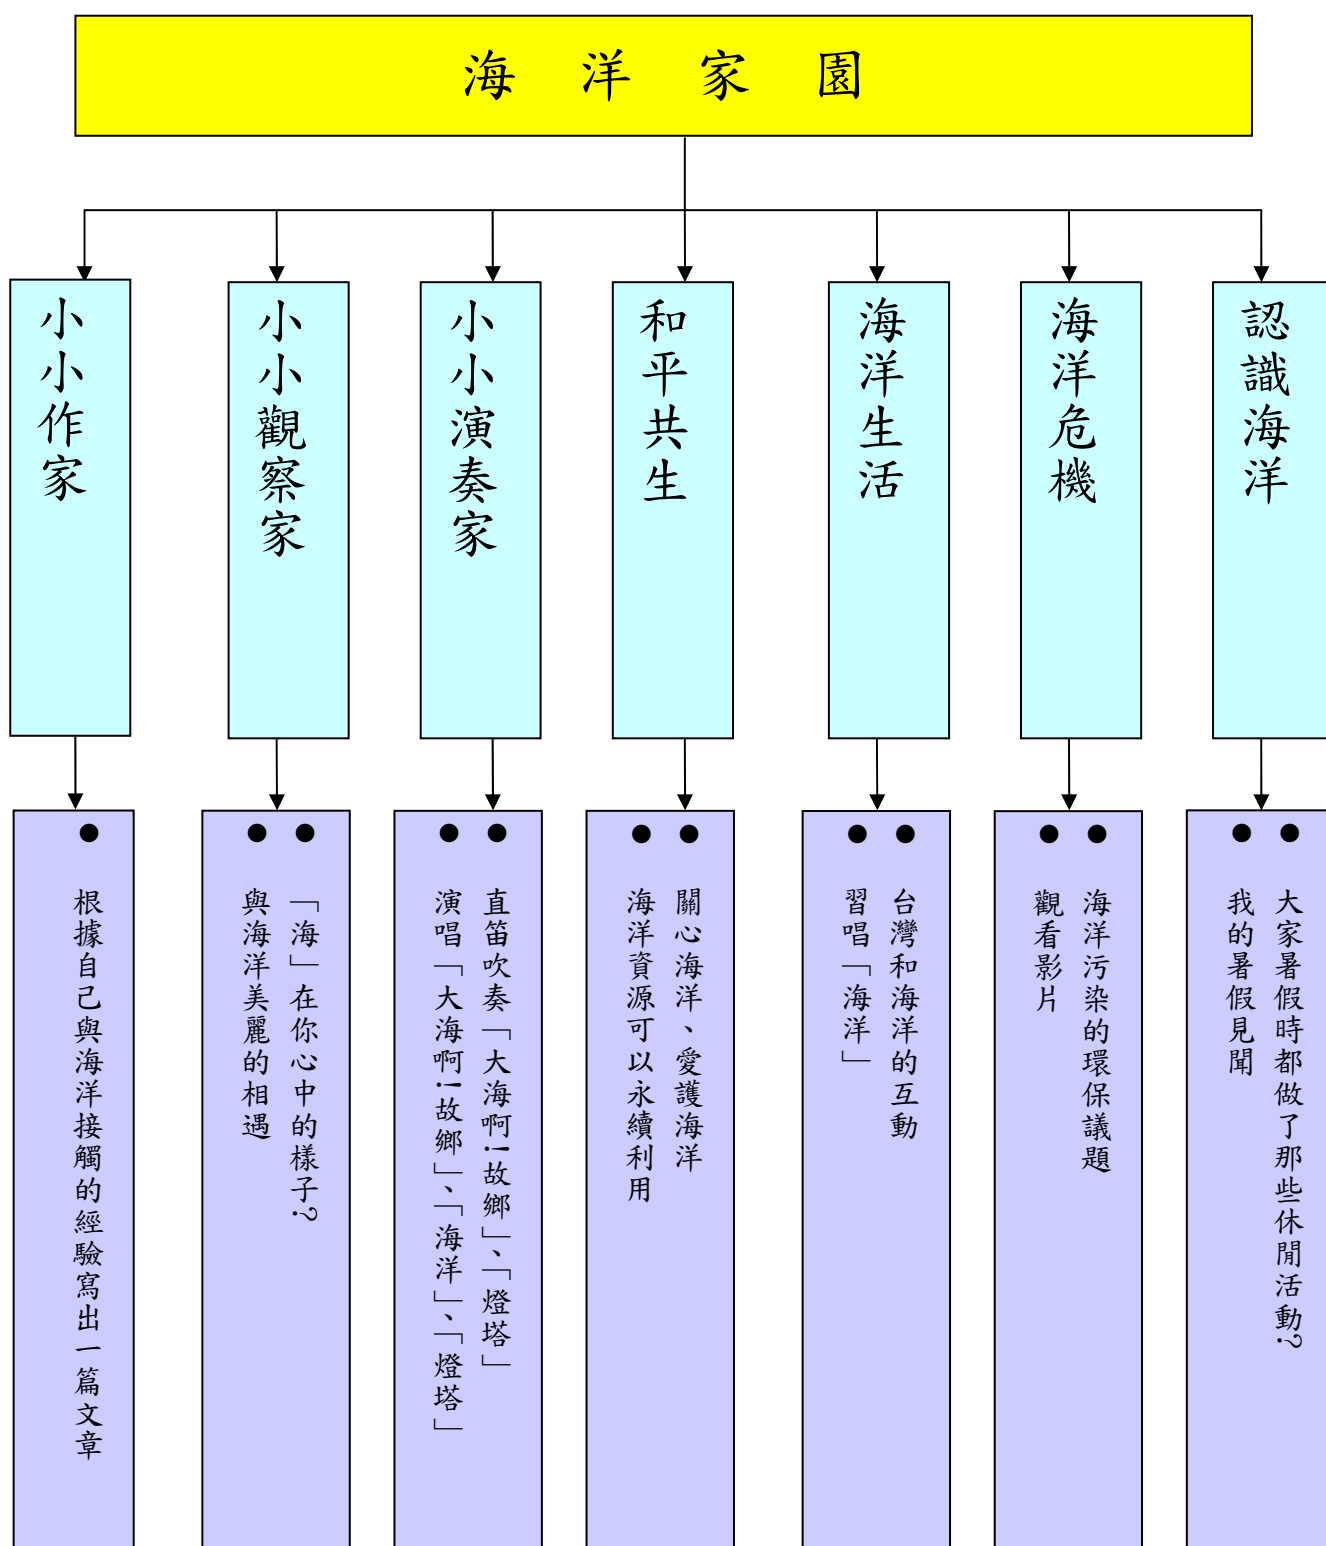 海洋家園
認識海洋
海洋危機
海洋生活
和平共生
小小演奏家
小小觀察家
小小作家
● 大家暑假時都做了那些休閒活動?
● 我的暑假見聞
● 海洋污染的環保議題
● 觀看影片
● 台灣和海洋的互動
● 習唱「海洋」
● 關心海洋、愛護海洋
● 海洋資源可以永續利用
● 直笛吹奏「大海啊!故鄉」、「燈塔」
● 演唱「大海啊!故鄉」、「海洋」、「燈塔」
● 「海」在你心中的樣子?
● 與海洋美麗的相遇
● 根據自己與海洋接觸的經驗寫出一篇文章